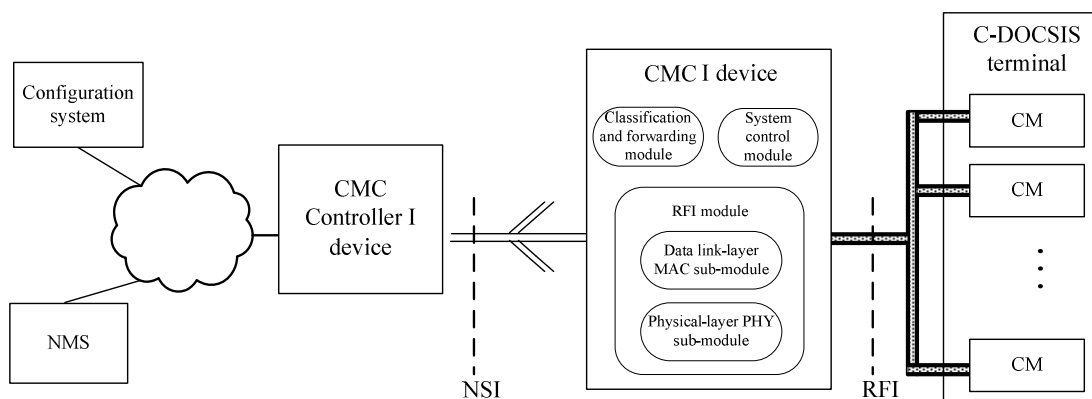 Configuration
system
NMS
CMC
Controller I
device
NSI
CMC I device
Classification
and forwarding
module
System
control
module
RFI module
Data link-layer
MAC sub-module
Physical-layer PHY
sub-module
RFI
C-DOCSIS
terminal
CM
CM
CM